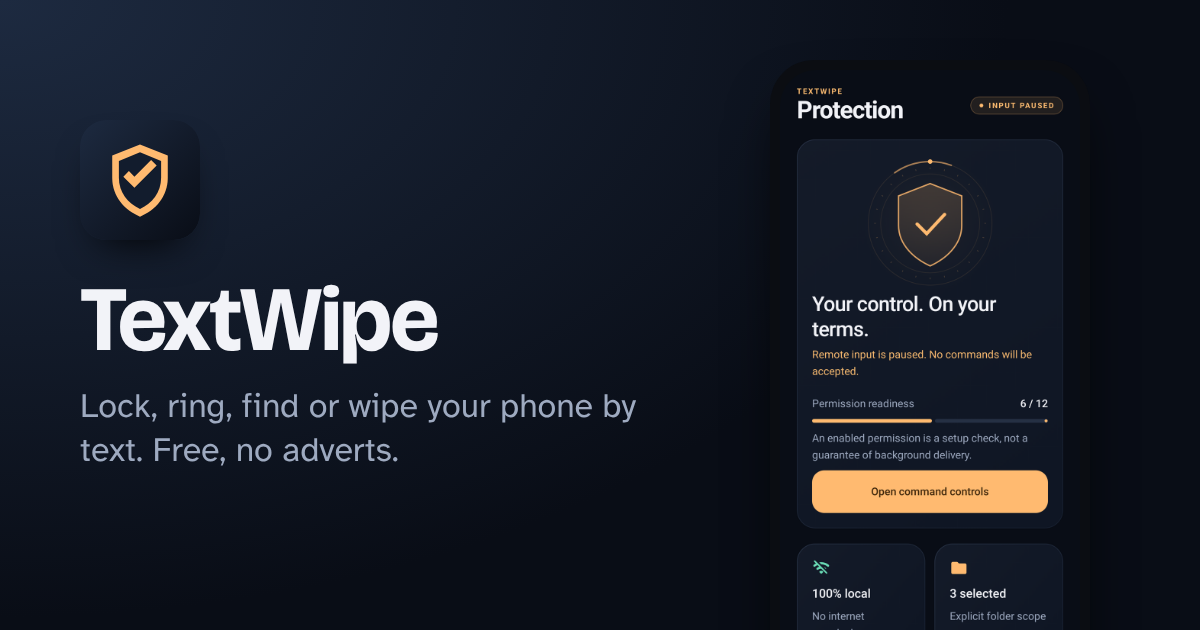 TextWipe
Lock, ring, find or wipe your phone by
text. Free, no adverts.
TEXTWIPE
Protection
INPUT PAUSED
Your control. On your
terms.
Remote input is paused. No commands will be
accepted.
Permission readiness 6 / 12
An enabled permission is a setup check, not a
guarantee of background delivery.
Open command controls
100% local
No internet
3 selected
Explicit folder scope